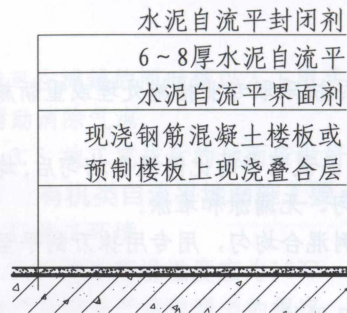 水泥自流平封闭剂
6~8厚水泥自流平
水泥自流平界面剂
现浇钢筋混凝土楼板或
预制楼板上现浇叠合层